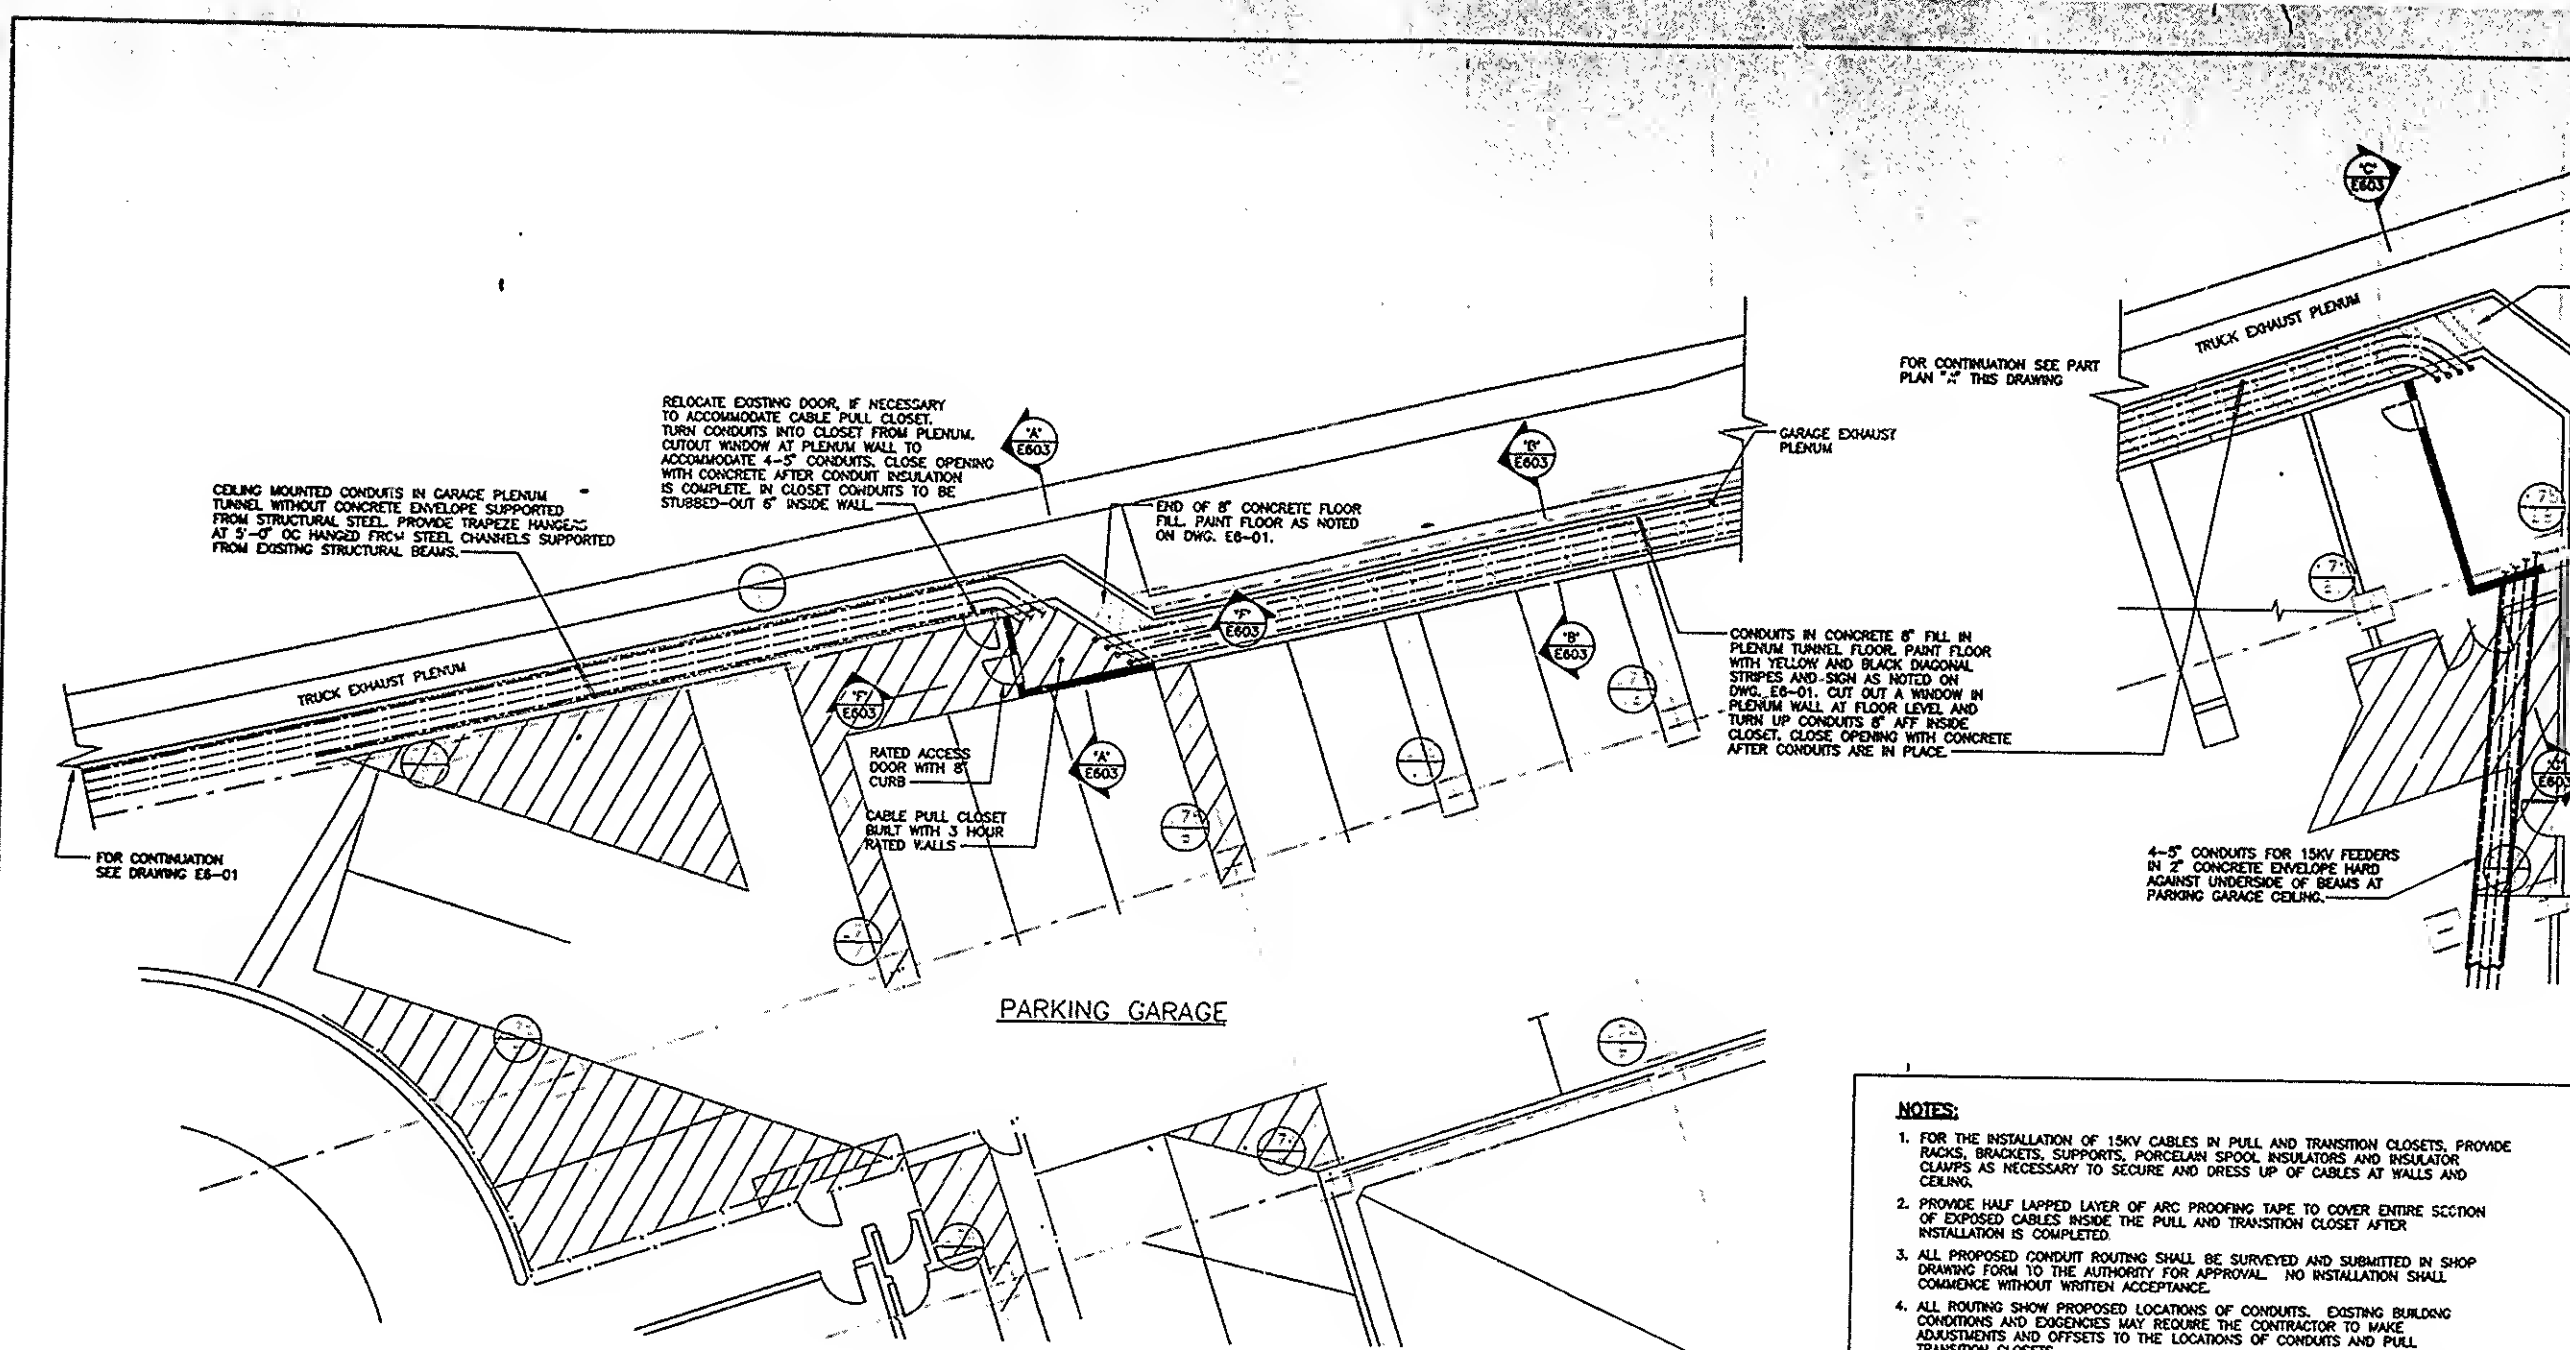 "C"
E603
TRUCK EXHAUST PLENUM
FOR CONTINUATION SEE PART
PLAN "A" THIS DRAWING
RELOCATE EXISTING DOOR, IF NECESSARY
TO ACCOMMODATE CABLE PULL CLOSET.
TURN CONDUITS INTO CLOSET FROM PLENUM.
CUTOUT WINDOW AT PLENUM WALL TO
ACCOMMODATE 4-5" CONDUITS. CLOSE OPENING
WITH CONCRETE AFTER CONDUIT INSULATION
IS COMPLETE. IN CLOSET CONDUITS TO BE
STUBBED-OUT 6" INSIDE WALL.
"A"
E603
"B"
E603
GARAGE EXHAUST
PLENUM
CEILING MOUNTED CONDUITS IN GARAGE PLENUM
TUNNEL WITHOUT CONCRETE ENVELOPE SUPPORTED
FROM STRUCTURAL STEEL. PROVIDE TRAPEZE HANGERS
AT 5'-0" OC HANGED FROM STEEL CHANNELS SUPPORTED
FROM EXISTING STRUCTURAL BEAMS.
END OF 8" CONCRETE FLOOR
FILL. PAINT FLOOR AS NOTED
ON DWG. E6-01.
"F"
E603
"B"
E603
CONDUITS IN CONCRETE 8" FILL IN
PLENUM TUNNEL FLOOR. PAINT FLOOR
WITH YELLOW AND BLACK DIAGONAL
STRIPES AND SIGN AS NOTED ON
DWG. E6-01. CUT OUT A WINDOW IN
PLENUM WALL AT FLOOR LEVEL AND
TURN UP CONDUITS 8" AFF INSIDE
CLOSET. CLOSE OPENING WITH CONCRETE
AFTER CONDUITS ARE IN PLACE.
TRUCK EXHAUST PLENUM
"F"
E603
RATED ACCESS
DOOR WITH 8"
CURB
"A"
E603
CABLE PULL CLOSET
BUILT WITH 3 HOUR
RATED WALLS
"C"
E603
FOR CONTINUATION
SEE DRAWING E6-01
4-5" CONDUITS FOR 15KV FEEDERS
IN 2" CONCRETE ENVELOPE HARD
AGAINST UNDERSIDE OF BEAMS AT
PARKING GARAGE CEILING.
PARKING GARAGE
NOTES:
1. FOR THE INSTALLATION OF 15KV CABLES IN PULL AND TRANSITION CLOSETS, PROVIDE
RACKS, BRACKETS, SUPPORTS, PORCELAIN SPOOL INSULATORS AND INSULATOR
CLAMPS AS NECESSARY TO SECURE AND DRESS UP OF CABLES AT WALLS AND
CEILING.
2. PROVIDE HALF LAPPED LAYER OF ARC PROOFING TAPE TO COVER ENTIRE SECTION
OF EXPOSED CABLES INSIDE THE PULL AND TRANSITION CLOSET AFTER
INSTALLATION IS COMPLETED.
3. ALL PROPOSED CONDUIT ROUTING SHALL BE SURVEYED AND SUBMITTED IN SHOP
DRAWING FORM TO THE AUTHORITY FOR APPROVAL. NO INSTALLATION SHALL
COMMENCE WITHOUT WRITTEN ACCEPTANCE.
4. ALL ROUTING SHOW PROPOSED LOCATIONS OF CONDUITS. EXISTING BUILDING
CONDITIONS AND EXIGENCIES MAY REQUIRE THE CONTRACTOR TO MAKE
ADJUSTMENTS AND OFFSETS TO THE LOCATIONS OF CONDUITS AND PULL
TRANSITION CLOSETS